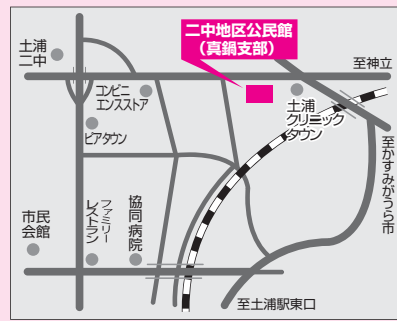 二中地区公民館
（真鍋支部）
至神立
土浦
二中
コンビニ
エンスストア
土浦
クリニック
タウン
ピアタウン
至かすみがうら市
市民
会館
ファミリー
レストラン
協同病院
至土浦駅東口